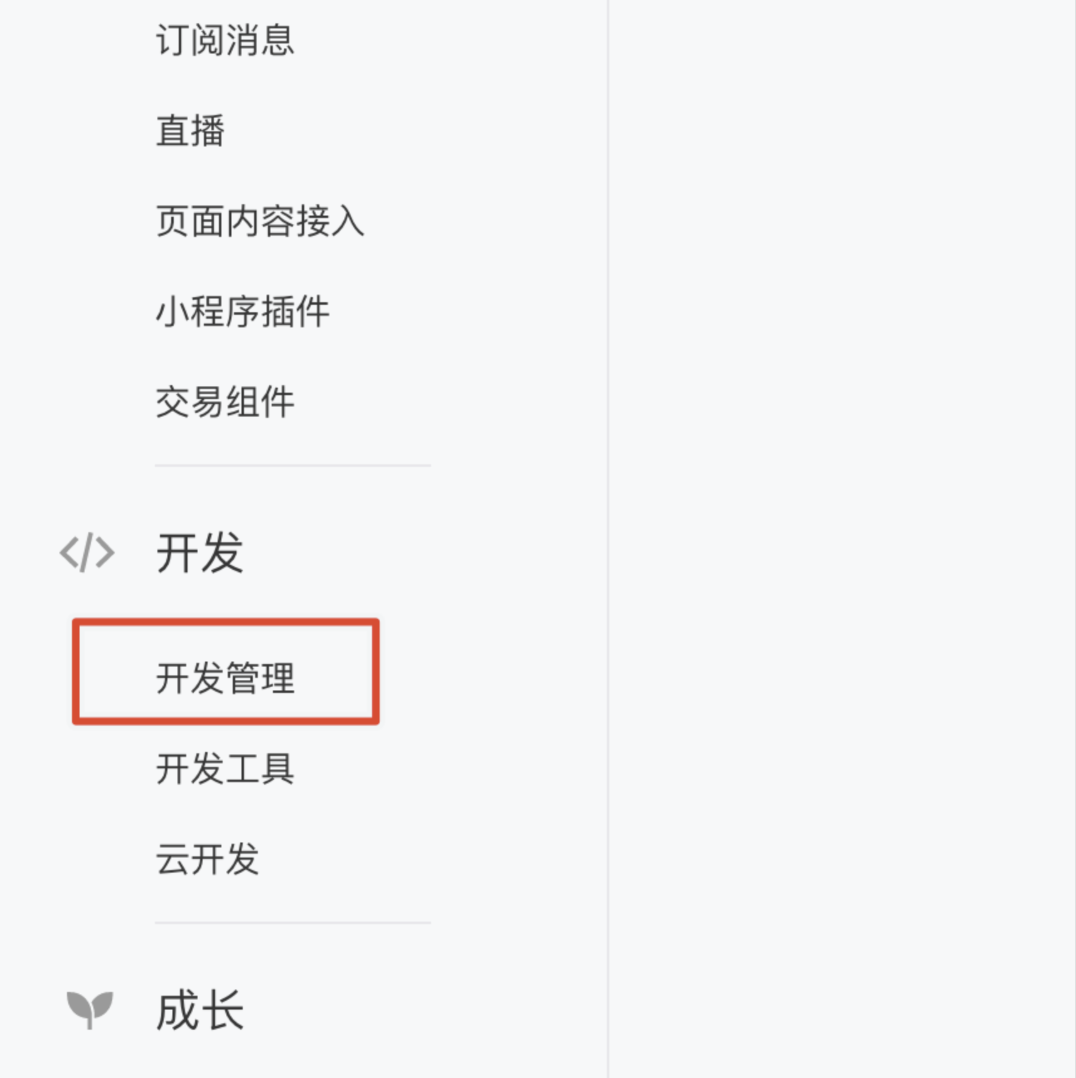 订阅消息
直播
页面内容接入
小程序插件
交易组件
开发
开发管理
开发工具
云开发
成长